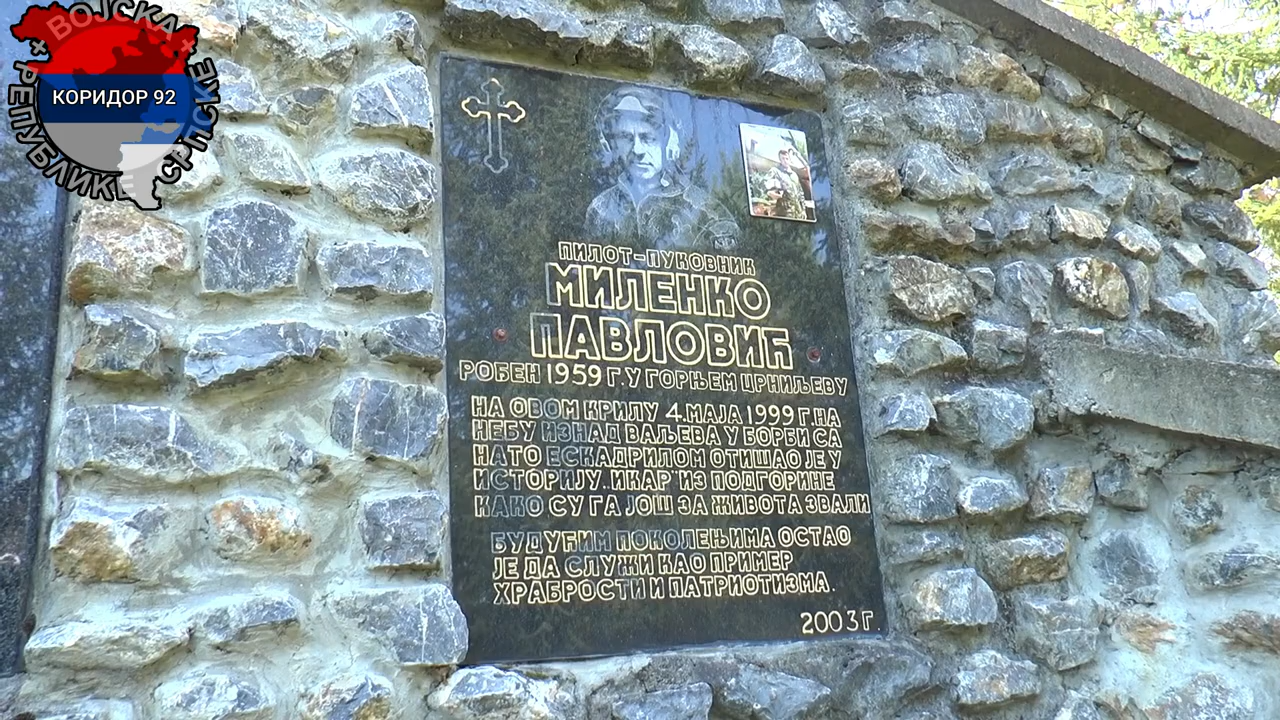 ВОЈСКА
РЕПУБЛИКЕ СРПСКЕ
КОРИДОР 92
ПИЛОТ-ПУКОВНИК
МИЛЕНКО
ПАВЛОВИЋ
РОЂЕН 1959 Г. У ГОРЊЕМ ЦРНИЉЕВУ
НА ОВОМ КРИЛУ 4. МАЈА 1999 Г. НА
НЕБУ ИЗНАД ВАЉЕВА У БОРБИ СА
НАТО ЕСКАДРИЛОМ ОТИШАО ЈЕ У
ИСТОРИЈУ. ИКАР ИЗ ПОДГОРИНЕ
КАКО СУ ГА ЈОШ ЗА ЖИВОТА ЗВАЛИ
БУДУЋИМ ПОКОЛЕЊИМА ОСТАО
ЈЕ ДА СЛУЖИ КАО ПРИМЕР
ХРАБРОСТИ И ПАТРИОТИЗМА.
2003 Г.